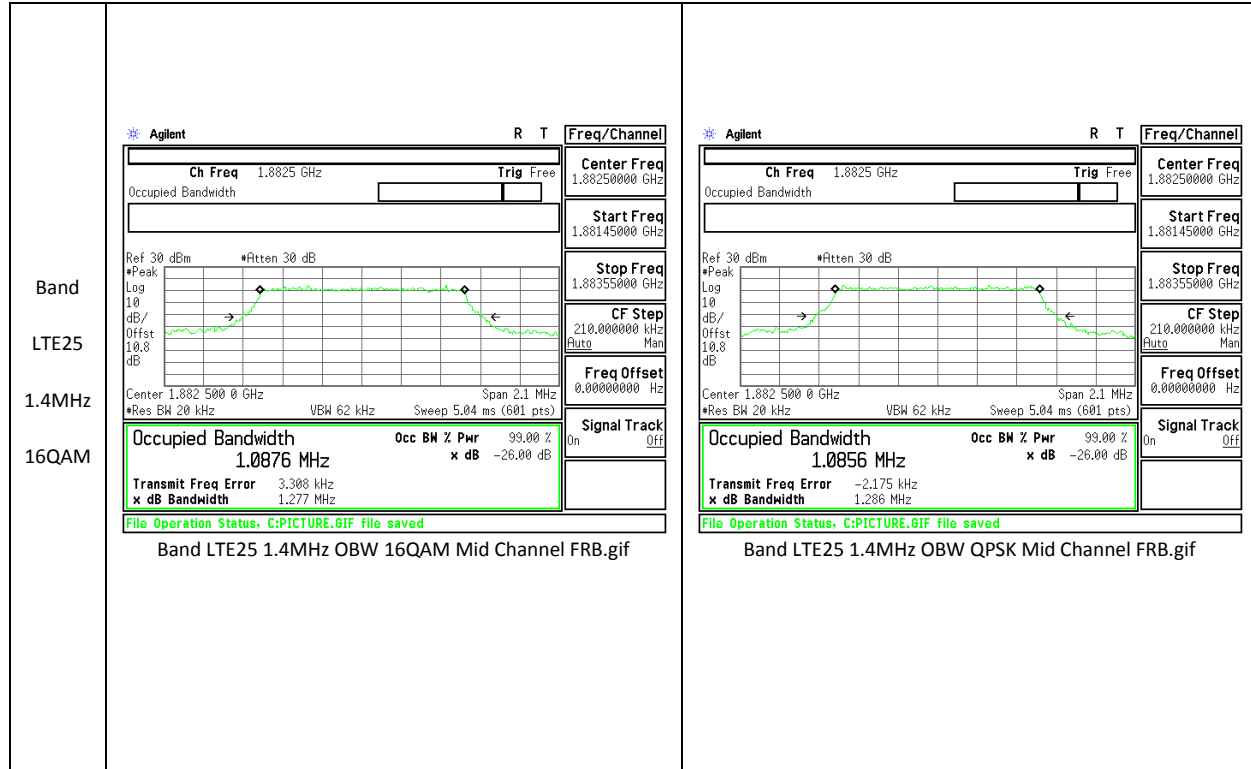 Band
LTE25
1.4MHz
16QAM
Agilent R T
Ch Freq 1.8825 GHz Trig Free
Occupied Bandwidth
Ref 30 dBm #Atten 30 dB
#Peak
Log
10
dB/
Offst
10.8
dB
Center 1.882 500 0 GHz Span 2.1 MHz
#Res BW 20 kHz VBW 62 kHz Sweep 5.04 ms (601 pts)
Occupied Bandwidth Occ BW % Pwr 99.00 %
1.0876 MHz x dB -26.00 dB
Transmit Freq Error 3.308 kHz
x dB Bandwidth 1.277 MHz
File Operation Status, C:PICTURE.GIF file saved
Freq/Channel
Center Freq
1.88250000 GHz
Start Freq
1.88145000 GHz
Stop Freq
1.88355000 GHz
CF Step
210.000000 kHz
Auto Man
Freq Offset
0.00000000 Hz
Signal Track
On Off
Band LTE25 1.4MHz OBW 16QAM Mid Channel FRB.gif
Agilent R T
Ch Freq 1.8825 GHz Trig Free
Occupied Bandwidth
Ref 30 dBm #Atten 30 dB
#Peak
Log
10
dB/
Offst
10.8
dB
Center 1.882 500 0 GHz Span 2.1 MHz
#Res BW 20 kHz VBW 62 kHz Sweep 5.04 ms (601 pts)
Occupied Bandwidth Occ BW % Pwr 99.00 %
1.0856 MHz x dB -26.00 dB
Transmit Freq Error -2.175 kHz
x dB Bandwidth 1.286 MHz
File Operation Status, C:PICTURE.GIF file saved
Freq/Channel
Center Freq
1.88250000 GHz
Start Freq
1.88145000 GHz
Stop Freq
1.88355000 GHz
CF Step
210.000000 kHz
Auto Man
Freq Offset
0.00000000 Hz
Signal Track
On Off
Band LTE25 1.4MHz OBW QPSK Mid Channel FRB.gif